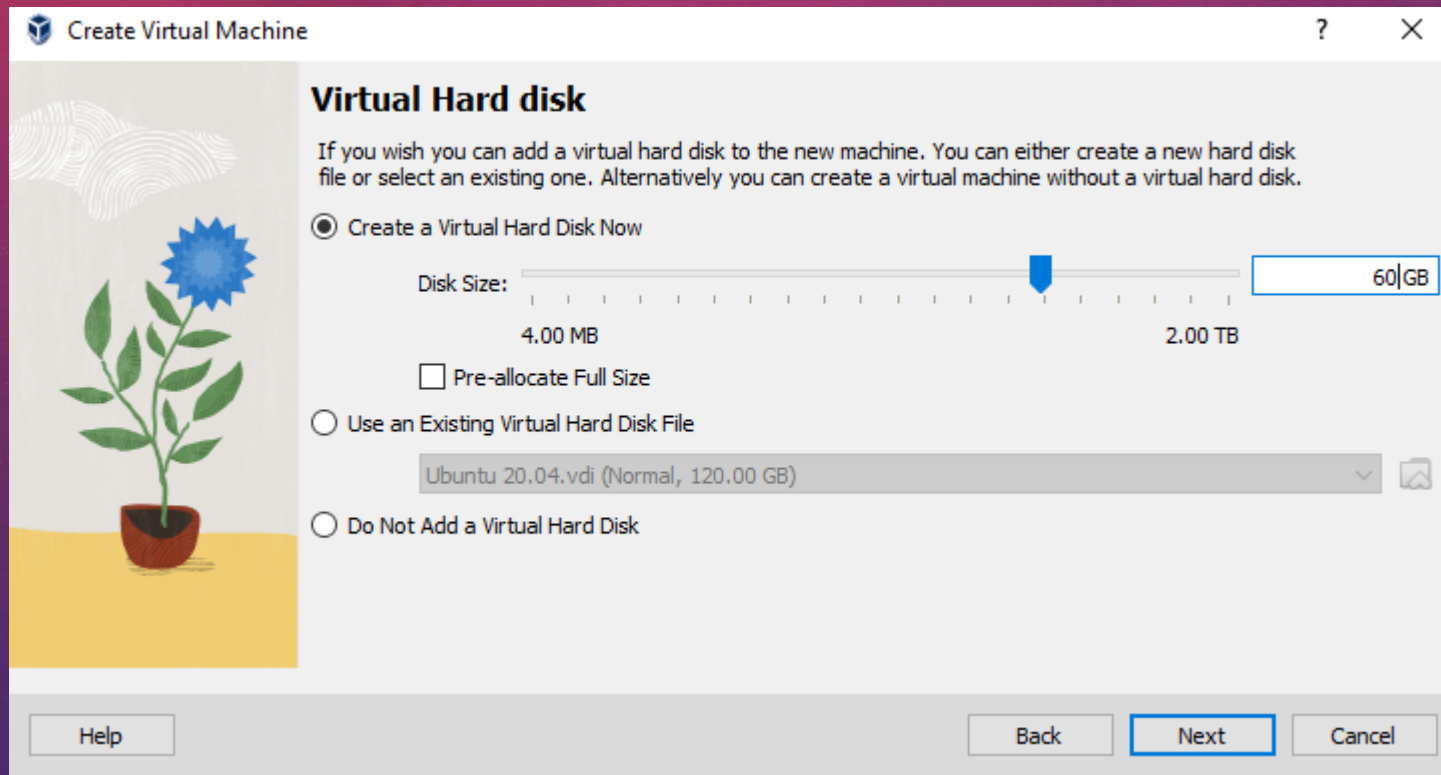 Create Virtual Machine
?
Virtual Hard disk
If you wish you can add a virtual hard disk to the new machine. You can either create a new hard disk
file or select an existing one. Alternatively you can create a virtual machine without a virtual hard disk.
Create a Virtual Hard Disk Now
Disk Size: 60 GB
4.00 MB 2.00 TB
Pre-allocate Full Size
Use an Existing Virtual Hard Disk File
Ubuntu 20.04.vdi (Normal, 120.00 GB)
Do Not Add a Virtual Hard Disk
Help Back Next Cancel